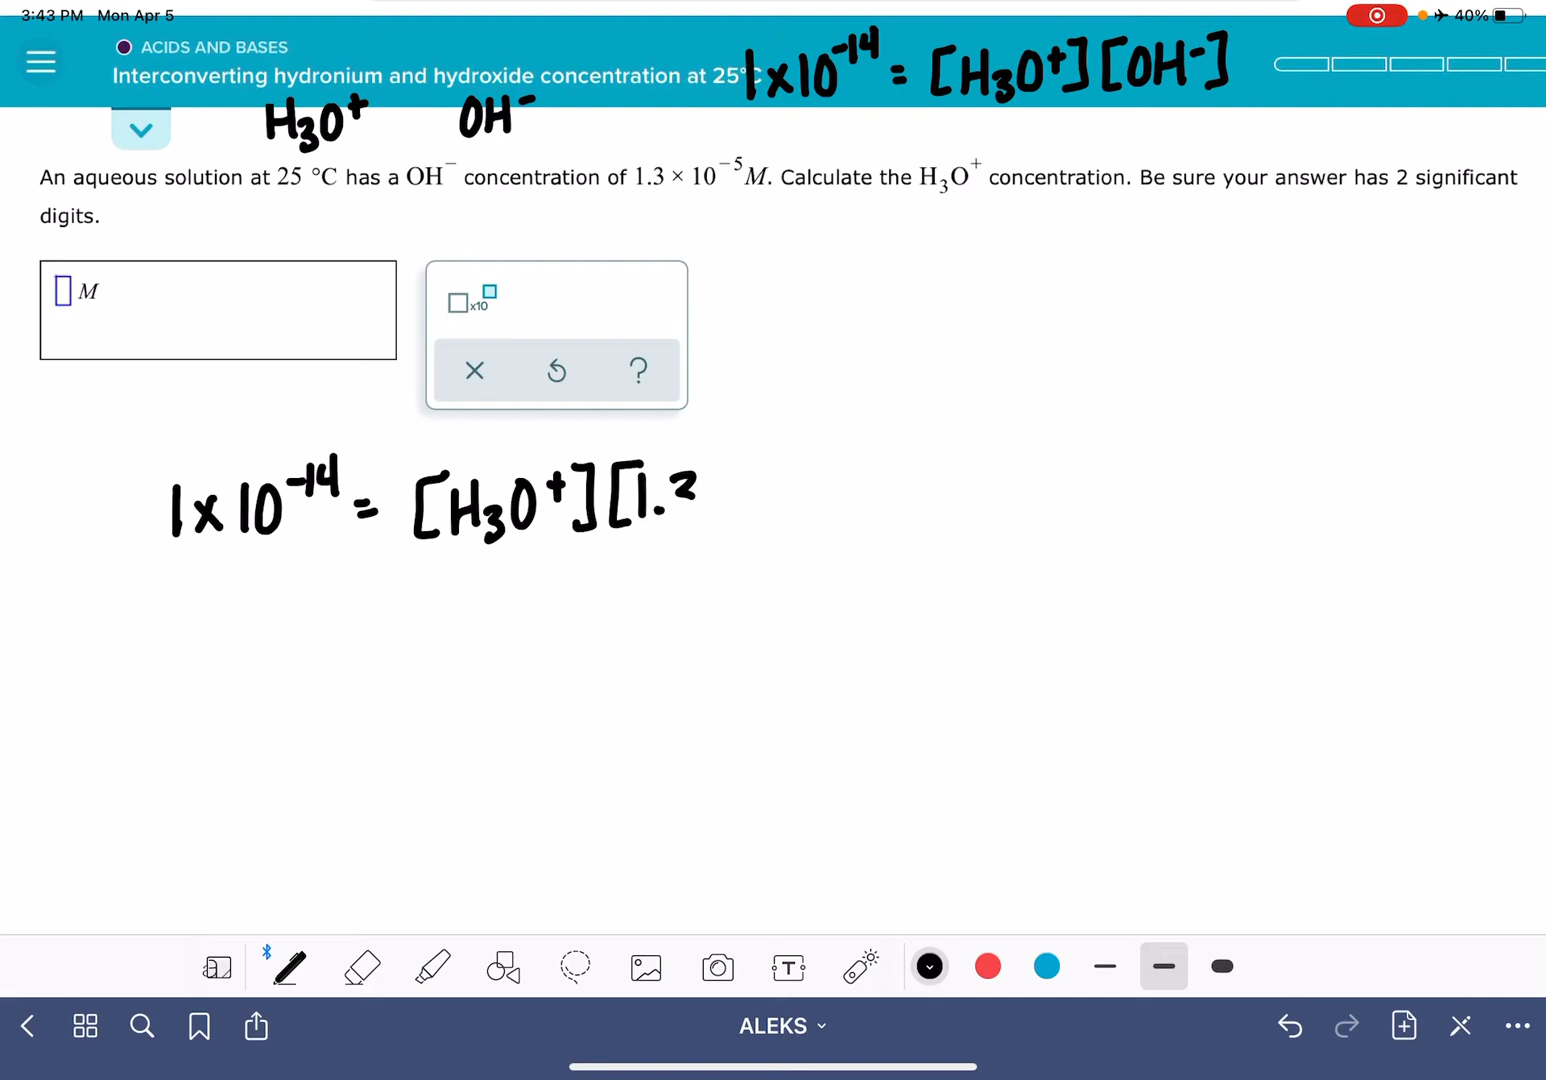 3:43 PM Mon Apr 5
40%
ACIDS AND BASES
Interconverting hydronium and hydroxide concentration at 25°C
1x10⁻¹⁴ = [H₃O⁺][OH⁻]
H₃O⁺ OH⁻
An aqueous solution at 25 °C has a OH⁻ concentration of 1.3 × 10⁻⁵ M. Calculate the H₃O⁺ concentration. Be sure your answer has 2 significant
digits.
M
x10
?
1x10⁻¹⁴ = [H₃O⁺][1.
a
T
ALEKS